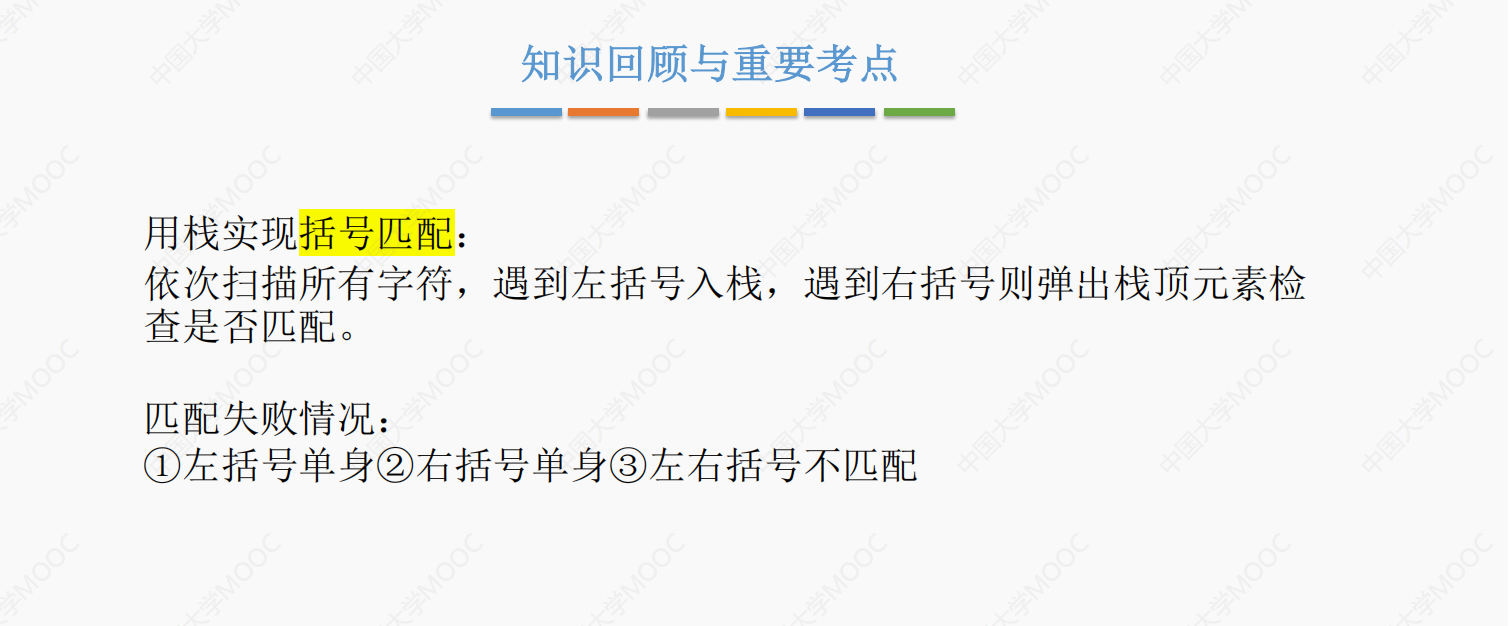 知识回顾与重要考点
用栈实现括号匹配：
依次扫描所有字符，遇到左括号入栈，遇到右括号则弹出栈顶元素检
查是否匹配。
匹配失败情况：
①左括号单身②右括号单身③左右括号不匹配
中国大学MOOC